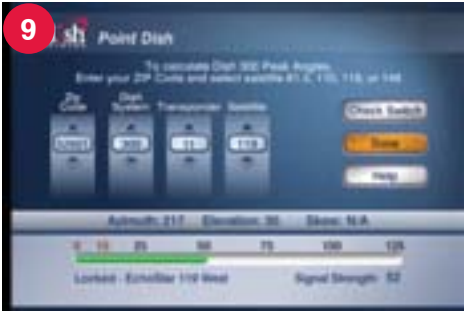 9
dish
Point Dish
To calculate Dish 300 Peak Angles,
Enter your ZIP Code and select satellite 61.5, 110, 119, or 148
Zip Code
Dish System
Transponder
Satellite
Check Switch
300
11
119
Done
Help
Azimuth: 217 Elevation: 30 Skew: N/A
0 10 25 50 75 100 125
Locked - EchoStar 119 West Signal Strength: 52